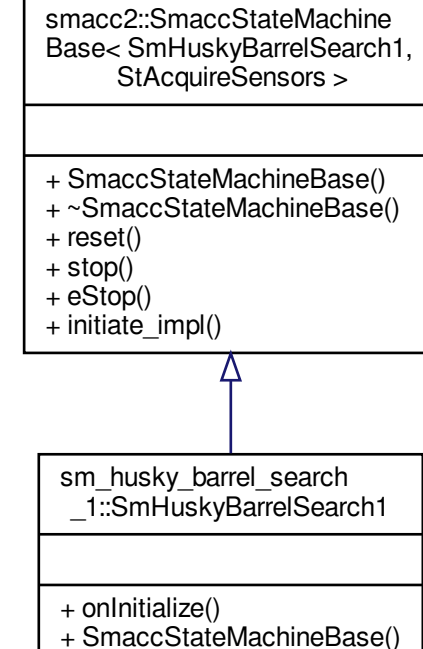 smacc2::SmaccStateMachine
Base< SmHuskyBarrelSearch1,
StAcquireSensors >
+ SmaccStateMachineBase()
+ ~SmaccStateMachineBase()
+ reset()
+ stop()
+ eStop()
+ initiate_impl()
sm_husky_barrel_search
_1::SmHuskyBarrelSearch1
+ onInitialize()
+ SmaccStateMachineBase()